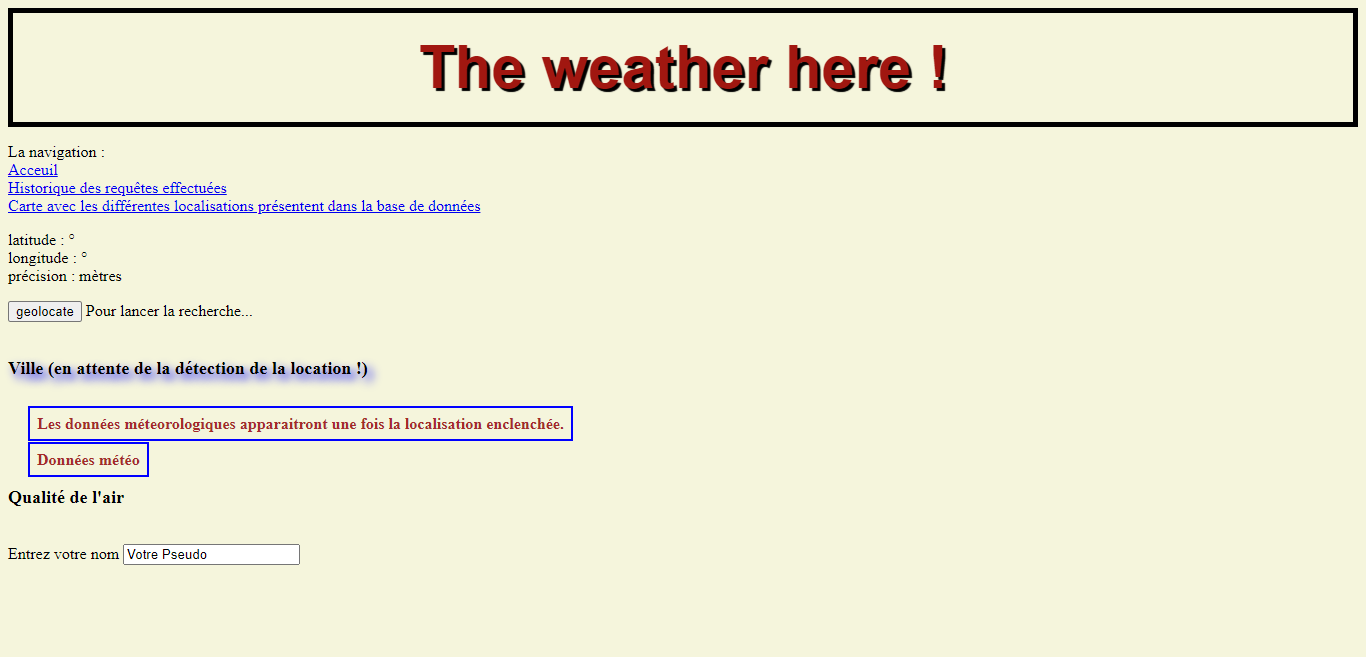 The weather here !
La navigation :
Acceuil
Historique des requêtes effectuées
Carte avec les différentes localisations présentent dans la base de données
latitude : °
longitude : °
précision : mètres
geolocate Pour lancer la recherche...
Ville (en attente de la détection de la location !)
Les données méteorologiques apparaitront une fois la localisation enclenchée.
Données météo
Qualité de l'air
Entrez votre nom Votre Pseudo